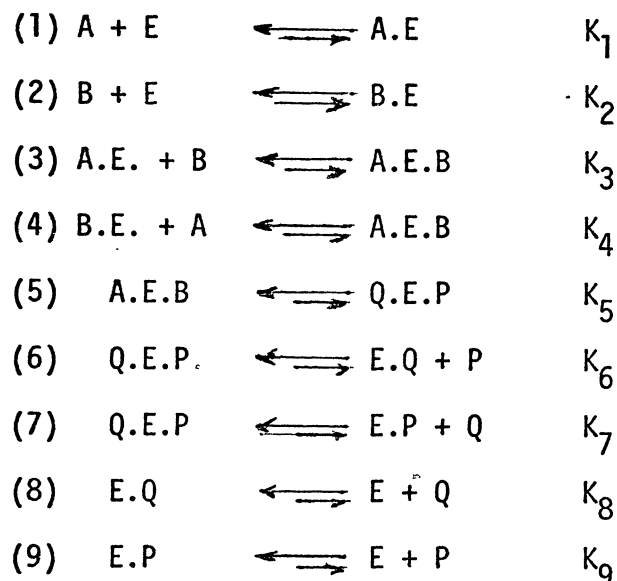 (1) A + E ⇌ A.E K₁
(2) B + E ⇌ B.E K₂
(3) A.E. + B ⇌ A.E.B K₃
(4) B.E. + A ⇌ A.E.B K₄
(5) A.E.B ⇌ Q.E.P K₅
(6) Q.E.P ⇌ E.Q + P K₆
(7) Q.E.P ⇌ E.P + Q K₇
(8) E.Q ⇌ E + Q K₈
(9) E.P ⇌ E + P K₉